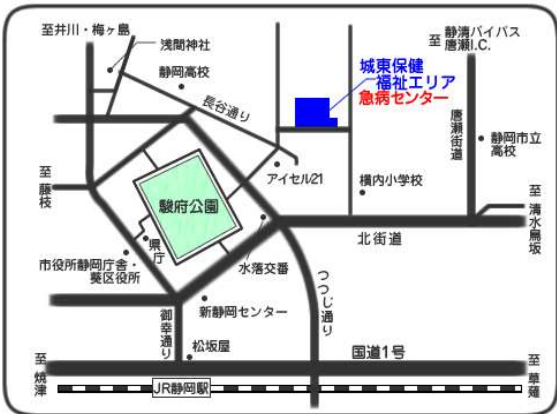 至井川・梅ヶ島
浅間神社
静岡高校
長谷通り
城東保健
福祉エリア
急病センター
至
静清バイパス
唐瀬I.C.
唐瀬街道
静岡市立
高校
至藤枝
アイセル21
横内小学校
至清水鳥坂
駿府公園
県庁
市役所静岡庁舎・
葵区役所
水落交番
北街道
つつじ通り
御幸通り
新静岡センター
松坂屋
国道1号
至焼津
JR静岡駅
至草薙